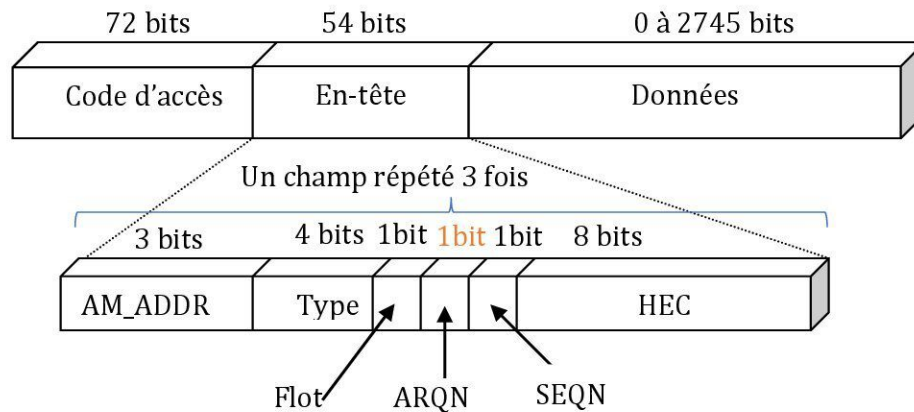 72 bits 54 bits 0 à 2745 bits
Code d'accès En-tête Données
Un champ répété 3 fois
3 bits 4 bits 1bit 1bit 1bit 8 bits
AM_ADDR Type HEC
Flot ARQN SEQN